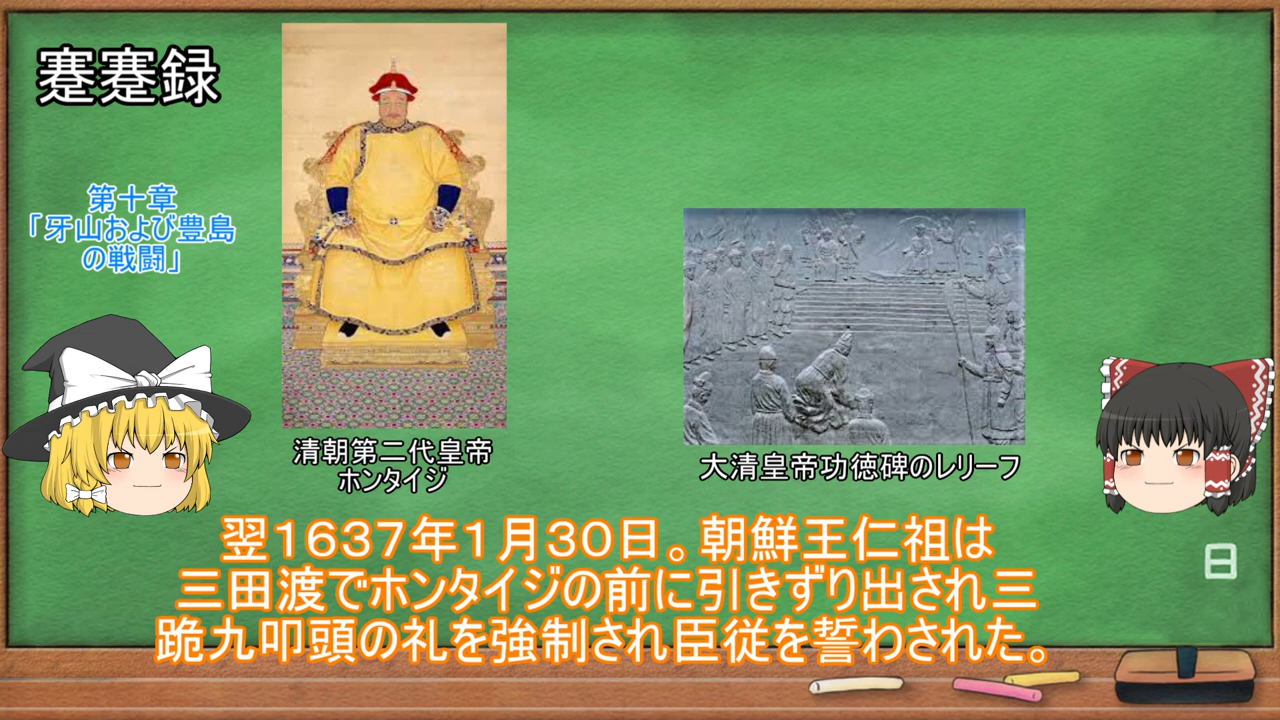 蹇蹇録
第十章
「牙山および豊島
の戦闘」
清朝第二代皇帝
ホンタイジ
大清皇帝功徳碑のレリーフ
翌1637年1月30日。朝鮮王仁祖は
三田渡でホンタイジの前に引きずり出され三
跪九叩頭の礼を強制され臣従を誓わされた。
日